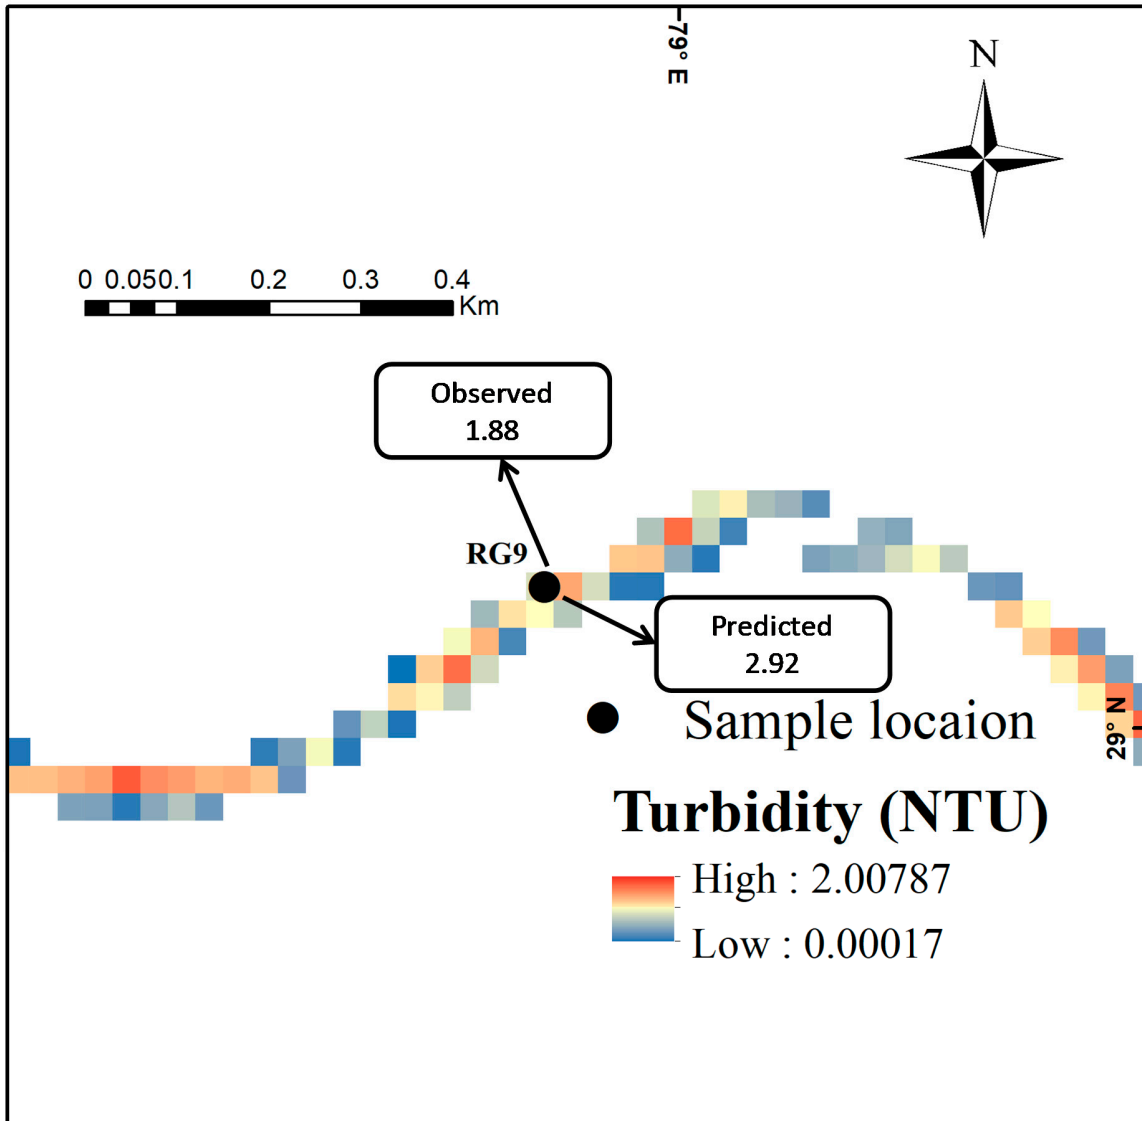 79° E
N
0 0.050.1 0.2 0.3 0.4
Km
Observed
1.88
RG9
Predicted
2.92
Sample locaion
29° N
Turbidity (NTU)
High : 2.00787
Low : 0.00017